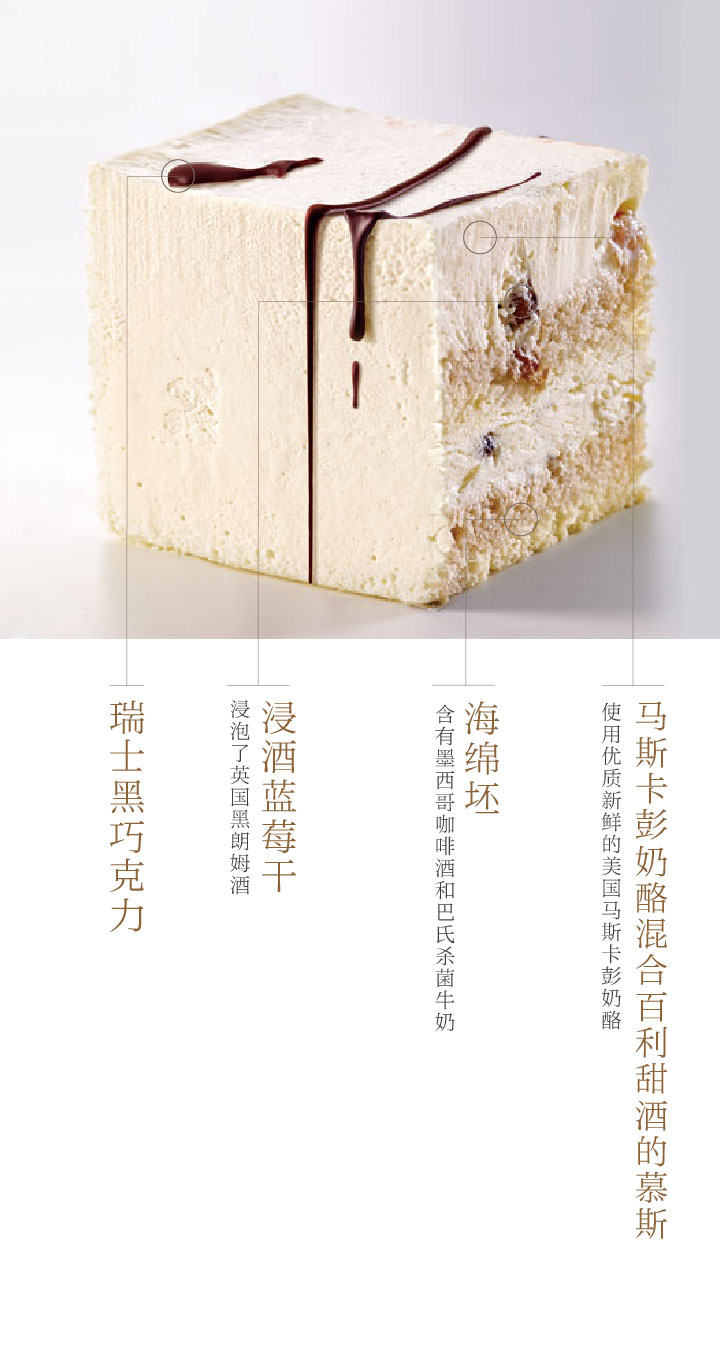 马斯卡彭奶酪混合百利甜酒的慕斯
使用优质新鲜的美国马斯卡彭奶酪
海绵坯
含有墨西哥咖啡酒和巴氏杀菌牛奶
浸酒蓝莓干
浸泡了英国黑朗姆酒
瑞士黑巧克力